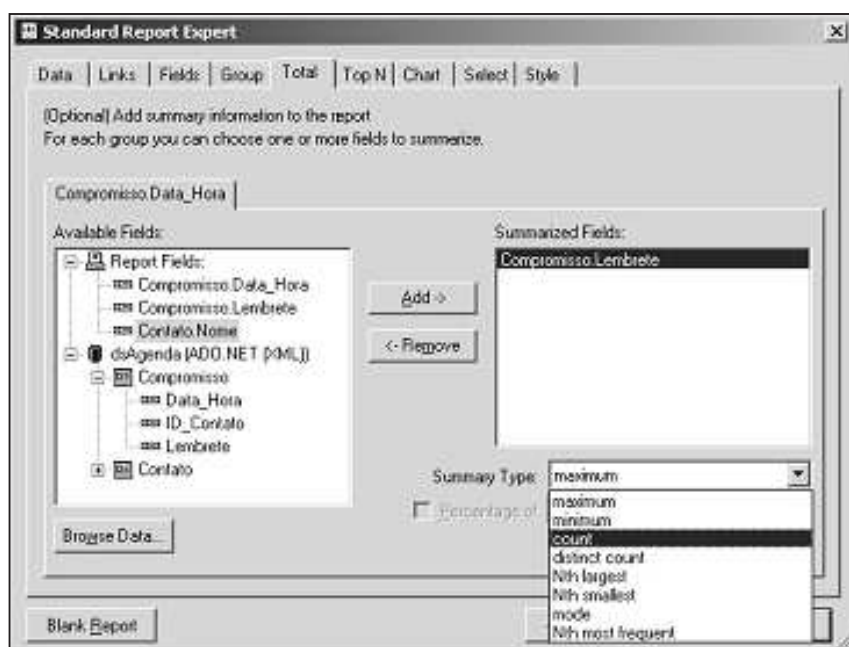 Standard Report Expert
Data Links Fields Group Total Top N Chart Select Style
(Optional) Add summary information to the report
For each group you can choose one or more fields to summarize.
Compromisso.Data_Hora
Available Fields:
Report Fields:
Compromisso.Data_Hora
Compromisso.Lembrete
Contato.Nome
dsAgenda (ADO.NET (XML))
Compromisso
Data_Hora
ID_Contato
Lembrete
Contato
Browse Data...
Add ->
<- Remove
Summarized Fields:
Compromisso.Lembrete
Summary Type: maximum
Percentage of
maximum
minimum
count
distinct count
Nth largest
Nth smallest
mode
Nth most frequent
Blank Report